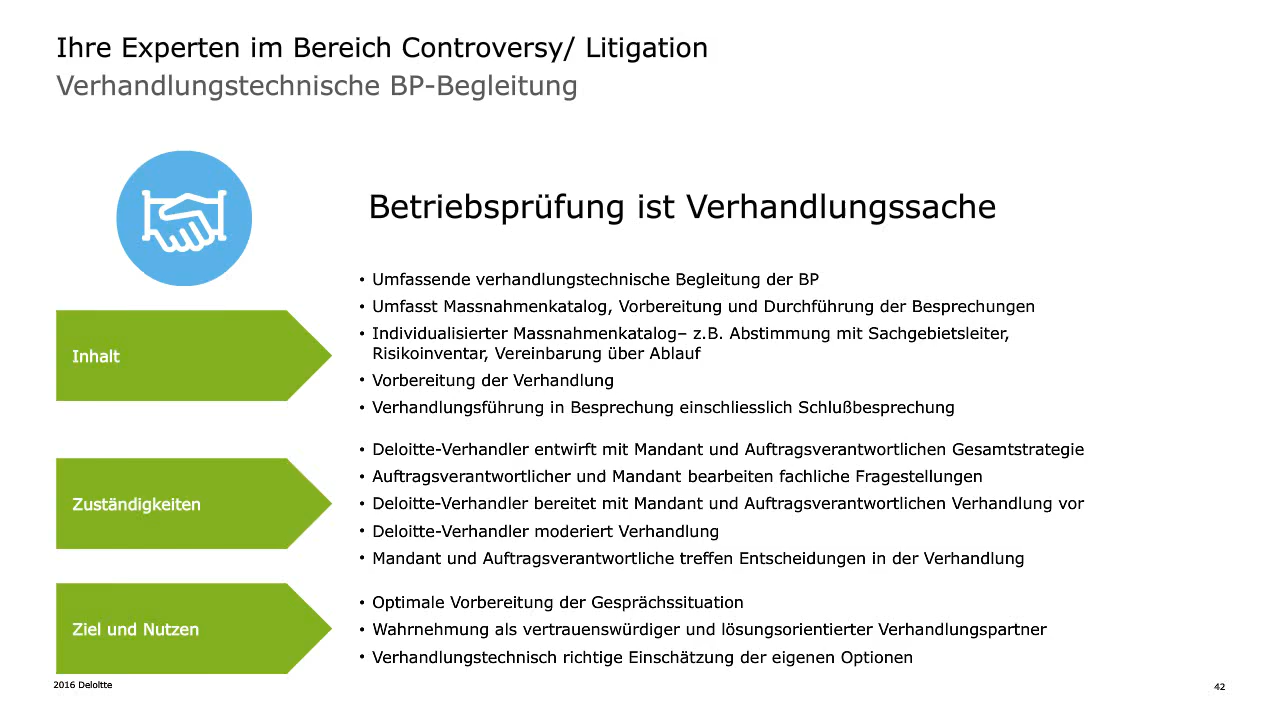 Ihre Experten im Bereich Controversy/ Litigation
Verhandlungstechnische BP-Begleitung
Betriebsprüfung ist Verhandlungssache
Inhalt
• Umfassende verhandlungstechnische Begleitung der BP
• Umfasst Massnahmenkatalog, Vorbereitung und Durchführung der Besprechungen
• Individualisierter Massnahmenkatalog– z.B. Abstimmung mit Sachgebietsleiter,
Risikoinventar, Vereinbarung über Ablauf
• Vorbereitung der Verhandlung
• Verhandlungsführung in Besprechung einschliesslich Schlußbesprechung
Zuständigkeiten
• Deloitte-Verhandler entwirft mit Mandant und Auftragsverantwortlichen Gesamtstrategie
• Auftragsverantwortlicher und Mandant bearbeiten fachliche Fragestellungen
• Deloitte-Verhandler bereitet mit Mandant und Auftragsverantwortlichen Verhandlung vor
• Deloitte-Verhandler moderiert Verhandlung
• Mandant und Auftragsverantwortliche treffen Entscheidungen in der Verhandlung
Ziel und Nutzen
• Optimale Vorbereitung der Gesprächssituation
• Wahrnehmung als vertrauenswürdiger und lösungsorientierter Verhandlungspartner
• Verhandlungstechnisch richtige Einschätzung der eigenen Optionen
2016 Deloitte
42